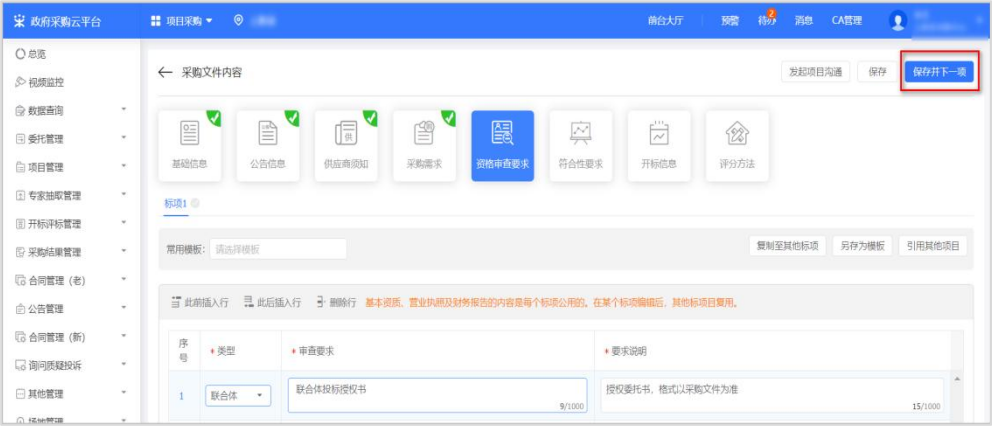 政府采购云平台
项目采购
前台大厅
预警
待办
2
消息
CA管理
总览
视频监控
数据查询
委托管理
项目管理
专家抽取管理
开标评标管理
采购结果管理
合同管理（老）
公告管理
合同管理（新）
询问质疑投诉
其他管理
场地管理
采购文件内容
发起项目沟通
保存
保存并下一项
基础信息
公告信息
供应商须知
采购需求
资格审查要求
符合性要求
开标信息
评分方法
标项1
常用模板：
请选择模板
复制至其他标项
另存为模板
引用其他项目
此前插入行
此后插入行
删除行
基本资质、营业执照及财务报告的内容是每个标项公用的。在某个标项编辑后，其他标项目复用。
序号
* 类型
* 审查要求
* 要求说明
1
联合体
联合体投标授权书
9/1000
授权委托书，格式以采购文件为准
15/1000